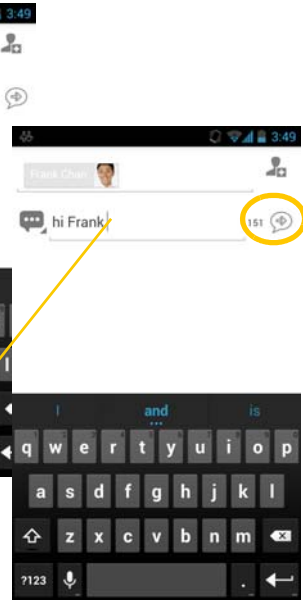 3:49
3:49
Frank Chan
hi Frank
151
I and is
q w e r t y u i o p
a s d f g h j k l
z x c v b n m
?123 .